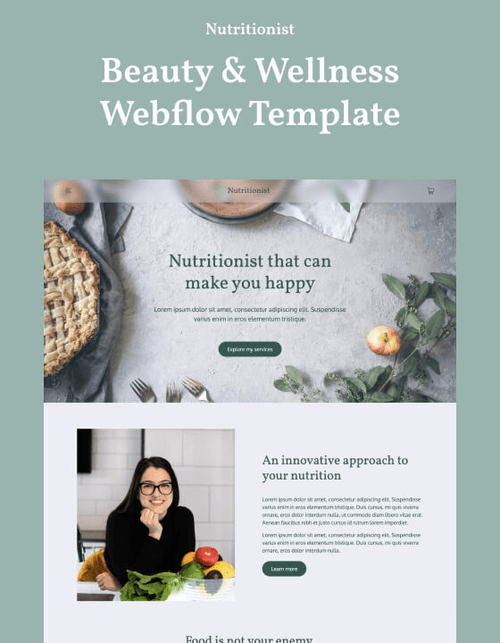 Nutritionist
Beauty & Wellness
Webflow Template
Nutritionist
Nutritionist that can
make you happy
Lorem ipsum dolor sit amet, consectetur adipiscing elit. Suspendisse
varius enim in eros elementum tristique.
Explore my services
An innovative approach to
your nutrition
Lorem ipsum dolor sit amet, consectetur adipiscing elit. Suspendisse
varius enim in eros elementum tristique. Duis cursus, mi quis viverra
ornare, eros dolor interdum nulla, ut commodo diam libero vitae erat.
Aenean faucibus nibh et justo cursus id rutrum lorem imperdiet.
Lorem ipsum dolor sit amet, consectetur adipiscing elit. Suspendisse
varius enim in eros elementum tristique. Duis cursus, mi quis viverra
ornare, eros dolor interdum nulla.
Learn more
Food is not your enemy